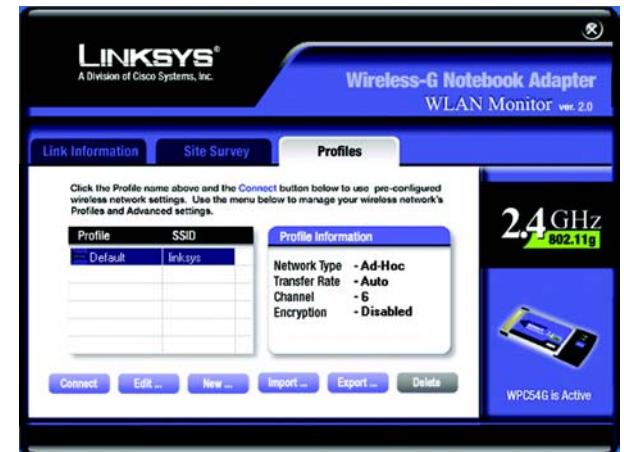 LINKSYS®
A Division of Cisco Systems, Inc.
Wireless-G Notebook Adapter
WLAN Monitor ver. 2.0
Link Information
Site Survey
Profiles
Click the Profile name above and the Connect button below to use pre-configured
wireless network settings. Use the menu below to manage your wireless network's
Profiles and Advanced settings.
Profile SSID
Default linksys
Profile Information
Network Type - Ad-Hoc
Transfer Rate - Auto
Channel - 6
Encryption - Disabled
2.4GHz
802.11g
Connect
Edit ...
New ...
Import ...
Export ...
Delete
WPC54G is Active